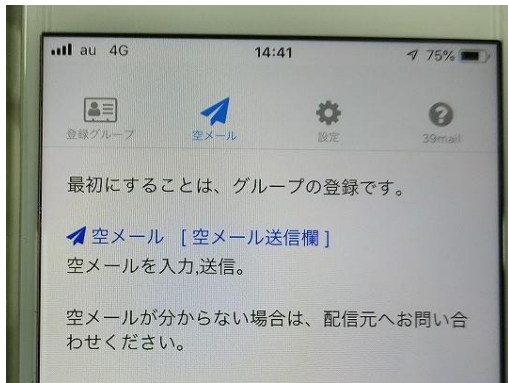 au 4G 14:41 75%
登録グループ 空メール 設定 39mail
最初にすることは、グループの登録です。
空メール [ 空メール送信欄 ]
空メールを入力,送信。
空メールが分からない場合は、配信元へお問い合
わせください。